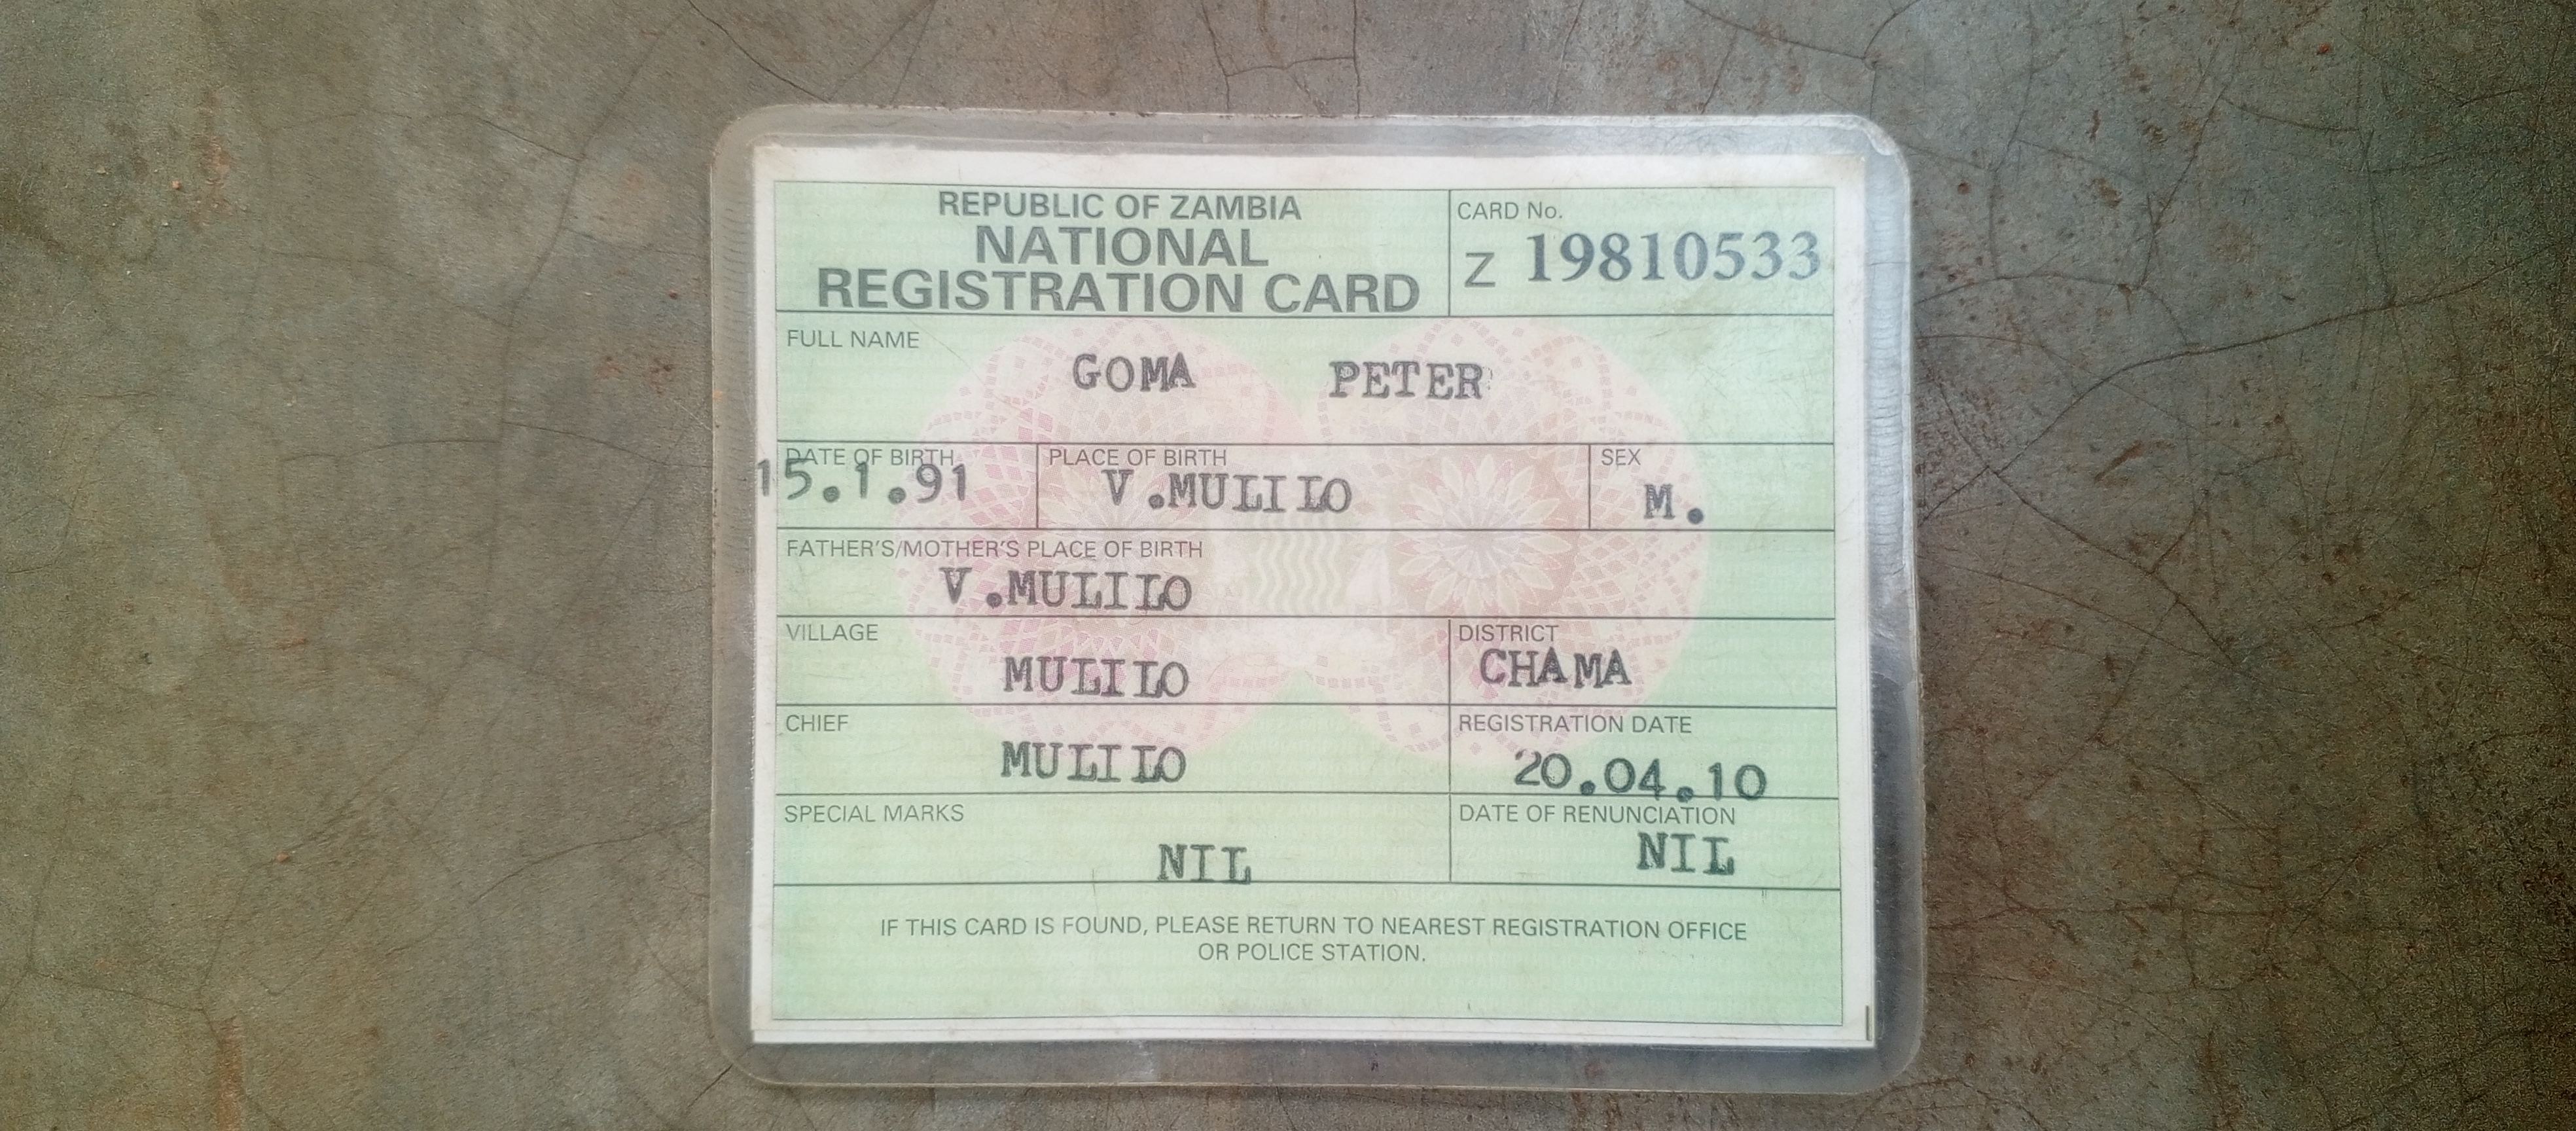 REPUBLIC OF ZAMBIA
NATIONAL
REGISTRATION CARD
CARD No.
Z 19810533
FULL NAME
GOMA PETER
DATE OF BIRTH
15.1.91
PLACE OF BIRTH
V.MULILO
SEX
M.
FATHER'S/MOTHER'S PLACE OF BIRTH
V.MULILO
VILLAGE
MULILO
DISTRICT
CHAMA
CHIEF
MULILO
REGISTRATION DATE
20.04.10
SPECIAL MARKS
NIL
DATE OF RENUNCIATION
NIL
IF THIS CARD IS FOUND, PLEASE RETURN TO NEAREST REGISTRATION OFFICE
OR POLICE STATION.